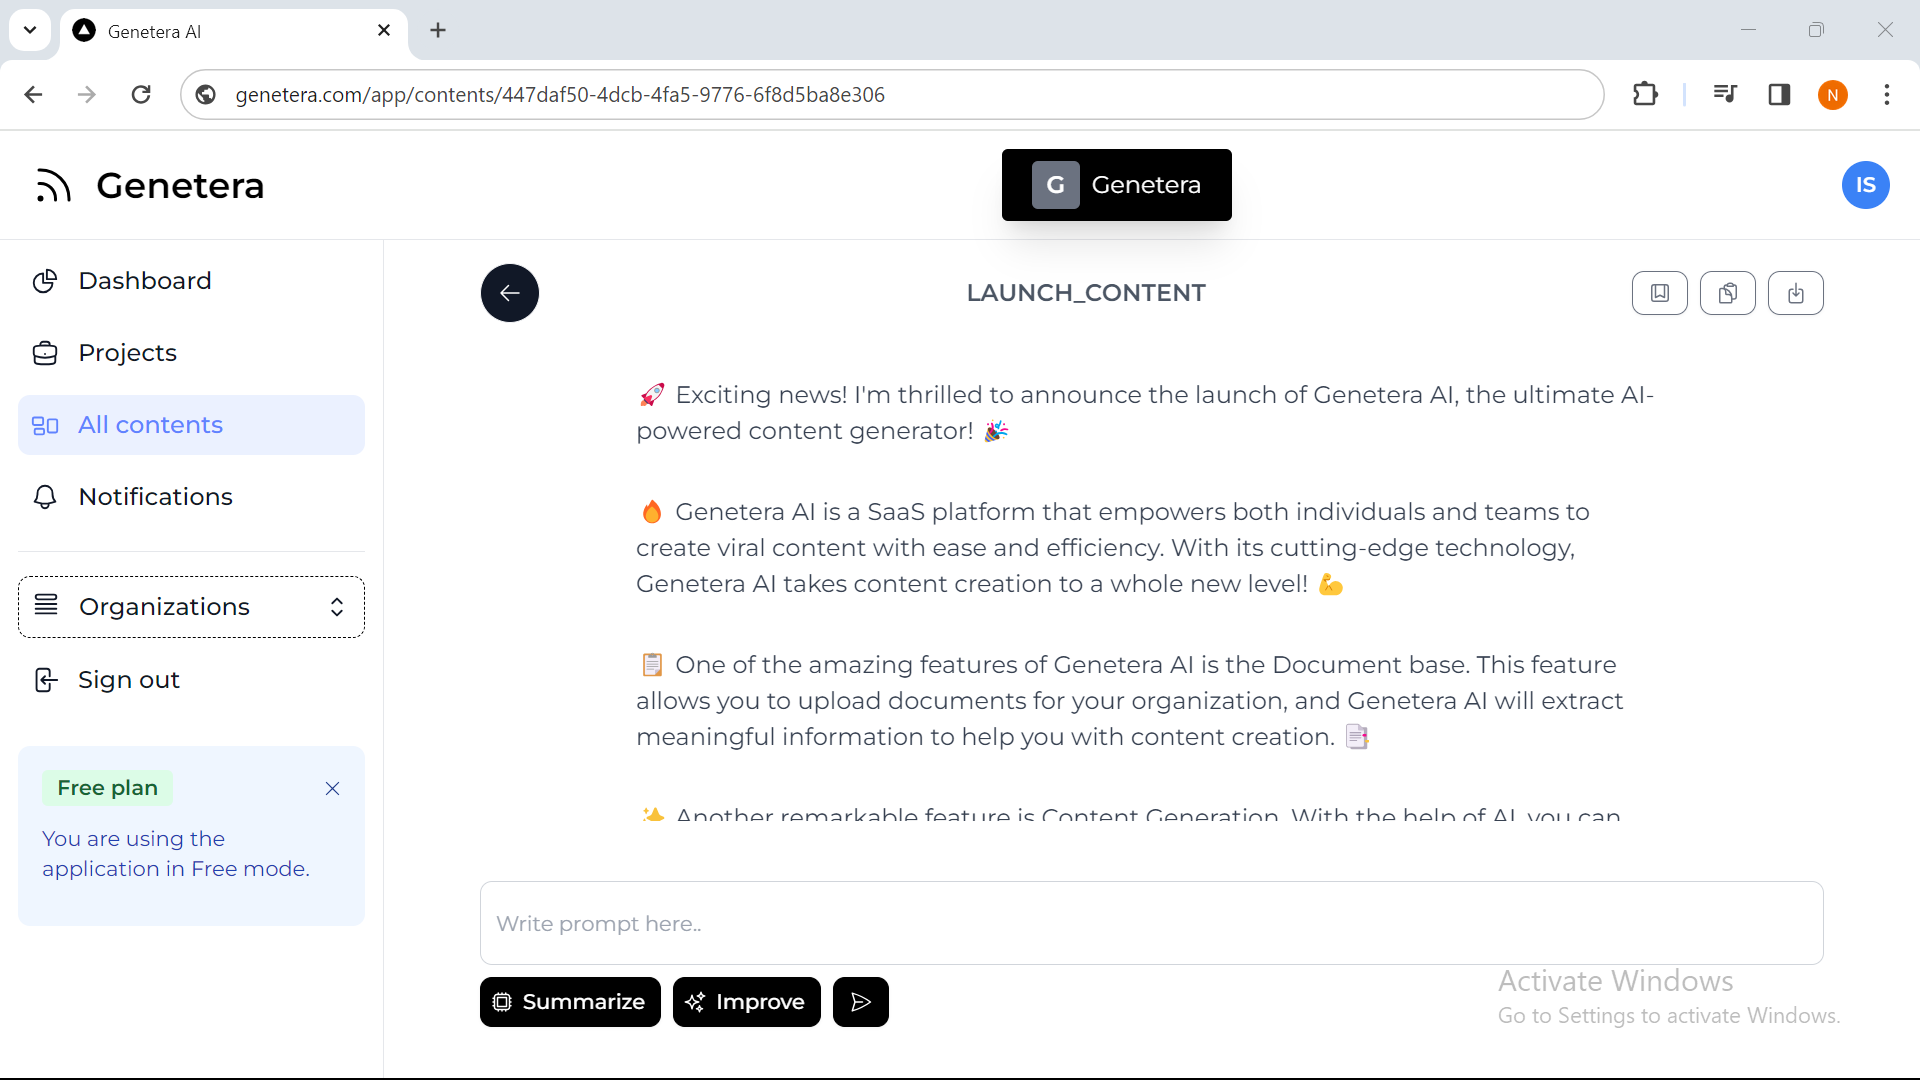 Genetera AI
genetera.com/app/contents/447daf50-4dcb-4fa5-9776-6f8d5ba8e306
N
Genetera
G Genetera
IS
Dashboard
Projects
All contents
Notifications
Organizations
Sign out
Free plan
You are using the
application in Free mode.
LAUNCH_CONTENT
🚀 Exciting news! I'm thrilled to announce the launch of Genetera AI, the ultimate AI-
powered content generator! 🎉
🔥 Genetera AI is a SaaS platform that empowers both individuals and teams to
create viral content with ease and efficiency. With its cutting-edge technology,
Genetera AI takes content creation to a whole new level! 💪
📋 One of the amazing features of Genetera AI is the Document base. This feature
allows you to upload documents for your organization, and Genetera AI will extract
meaningful information to help you with content creation. 📑
✨ Another remarkable feature is Content Generation. With the help of AI, you can
Write prompt here..
Summarize
Improve
Activate Windows
Go to Settings to activate Windows.